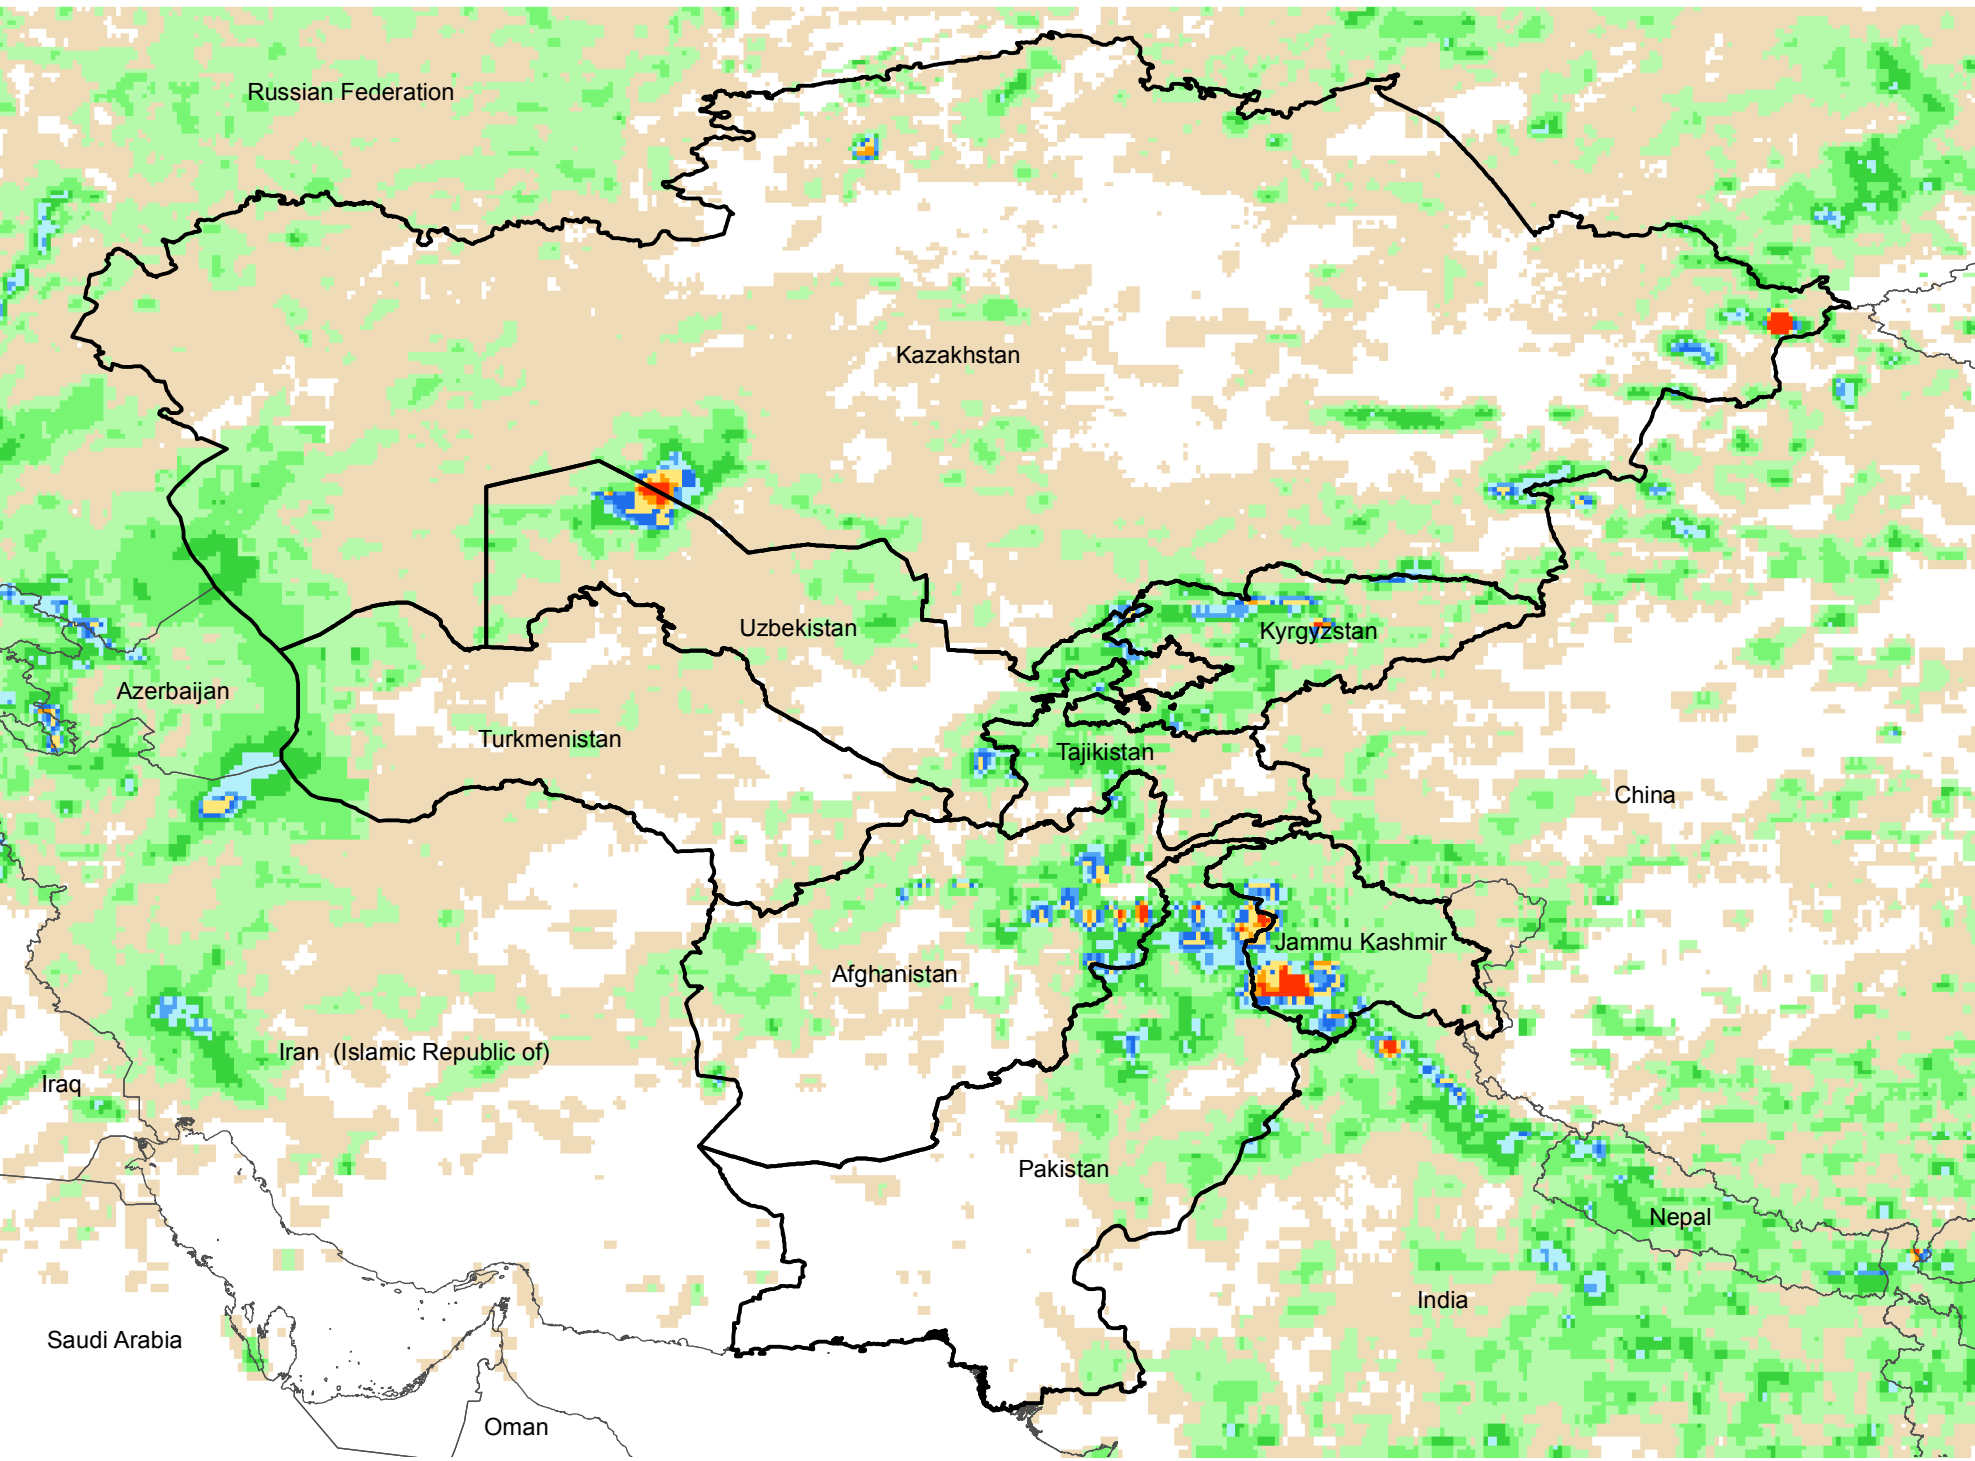 Russian Federation
Kazakhstan
Uzbekistan
Kyrgyzstan
Azerbaijan
Turkmenistan
Tajikistan
China
Jammu Kashmir
Afghanistan
Iran  (Islamic Republic of)
Iraq
Pakistan
Nepal
India
Saudi Arabia
Oman